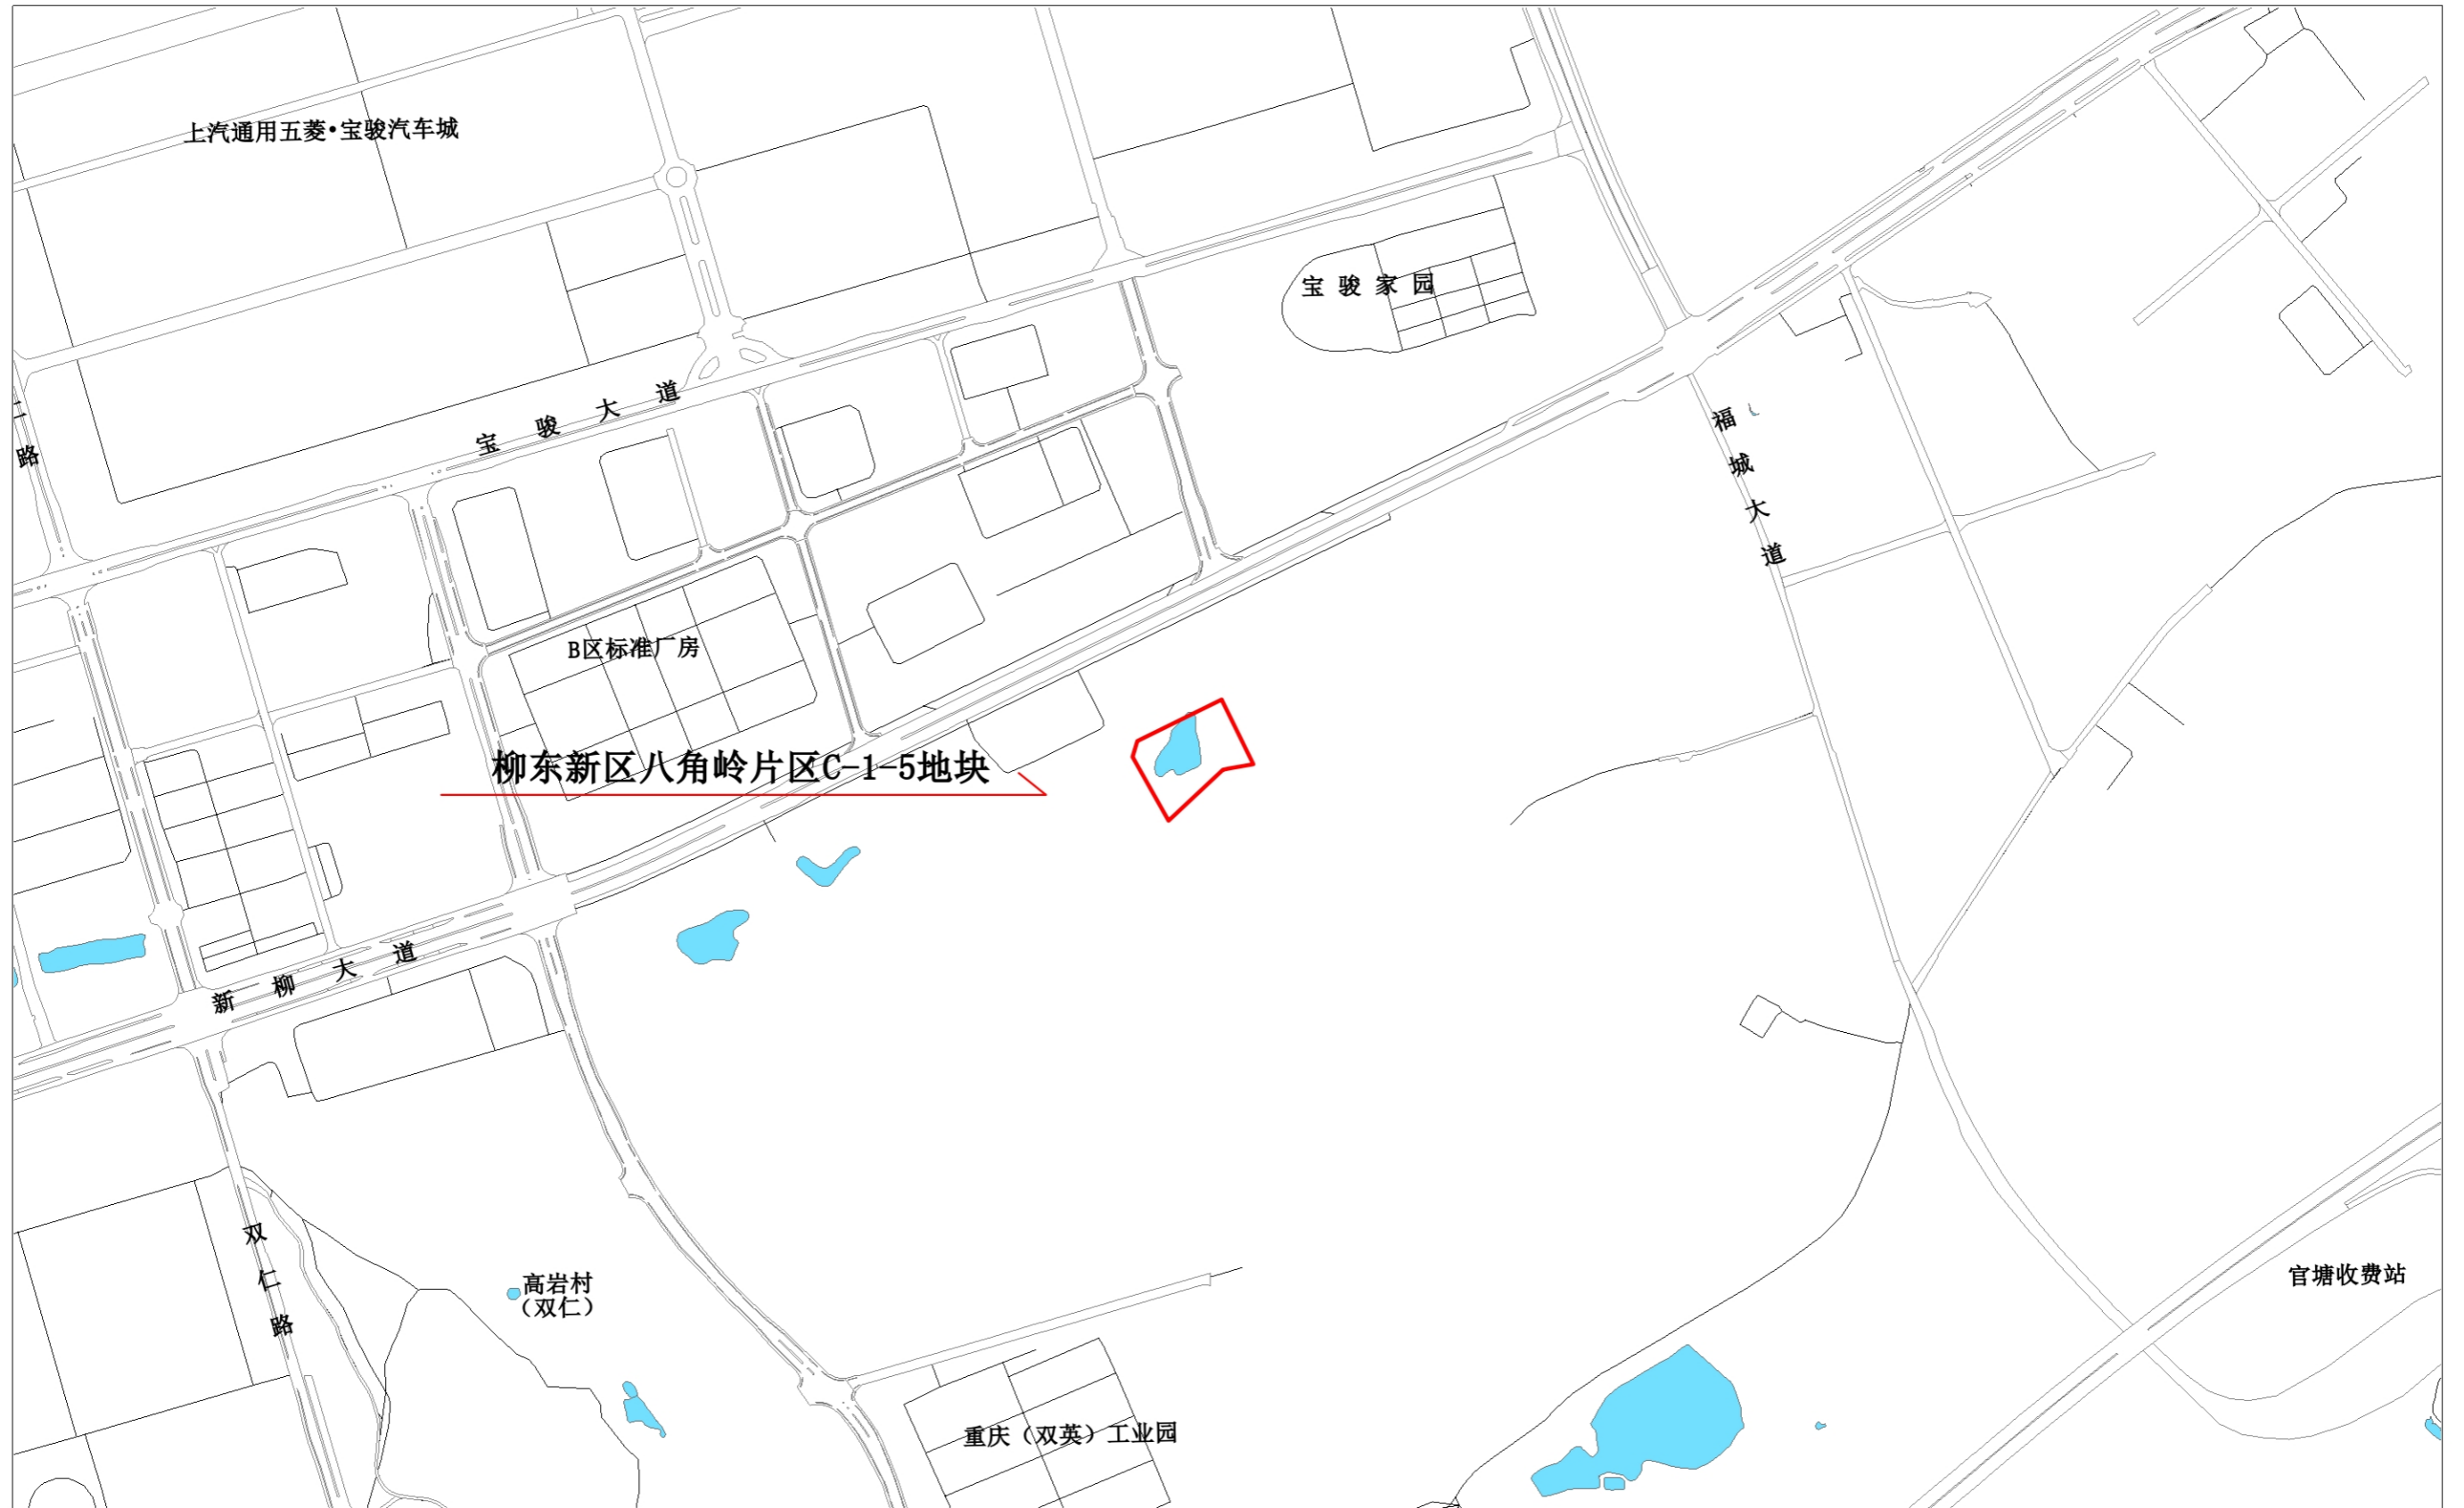 上汽通用五菱•宝骏汽车城
宝骏家园
宝骏大道
二路
福城大道
B区标准厂房
柳东新区八角岭片区C-1-5地块
新柳大道
双仁路
高岩村
（双仁）
官塘收费站
重庆（双英）工业园